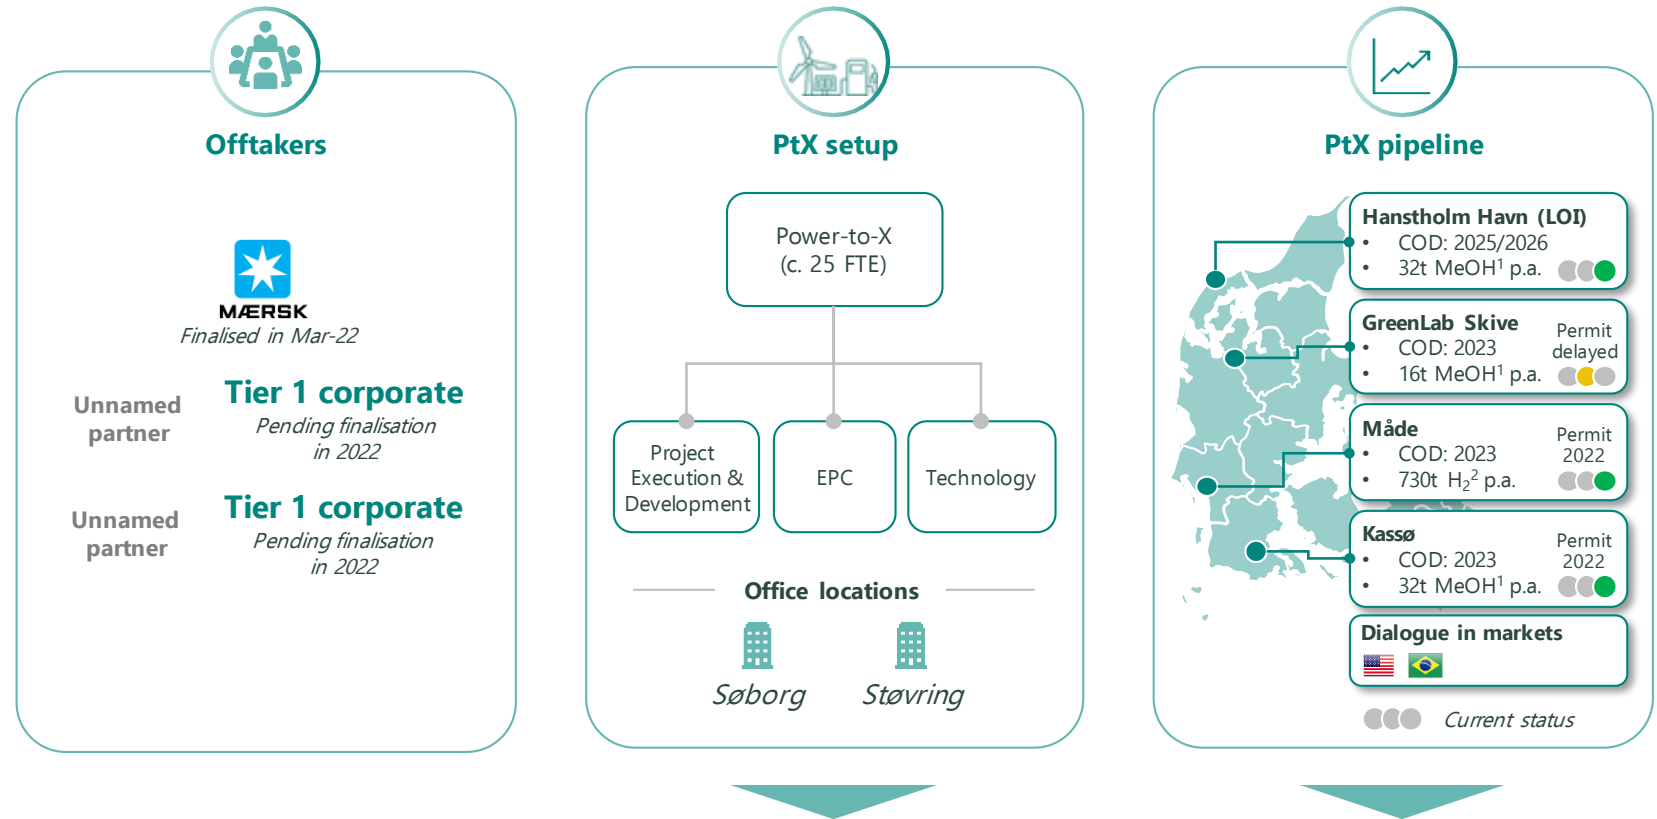 Offtakers
MÆRSK
Finalised in Mar-22
Unnamed
partner
Tier 1 corporate
Pending finalisation
in 2022
Unnamed
partner
Tier 1 corporate
Pending finalisation
in 2022
PtX setup
Power-to-X
(c. 25 FTE)
Project
Execution &
Development
EPC
Technology
Office locations
Søborg
Støvring
PtX pipeline
Hanstholm Havn (LOI)
• COD: 2025/2026
• 32t MeOH¹ p.a.
GreenLab Skive
• COD: 2023
• 16t MeOH¹ p.a.
Permit
delayed
Måde
• COD: 2023
• 730t H₂² p.a.
Permit
2022
Kassø
• COD: 2023
• 32t MeOH¹ p.a.
Permit
2022
Dialogue in markets
Current status